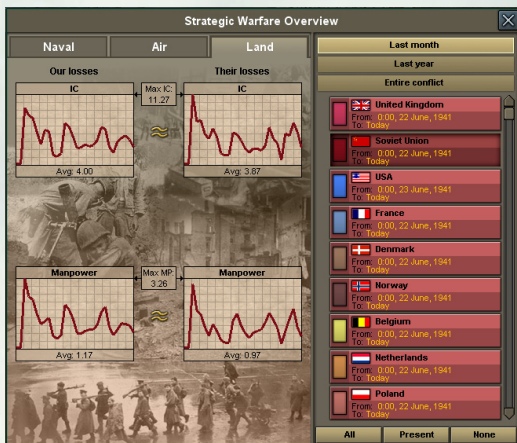 Strategic Warfare Overview
Naval
Air
Land
Our losses
Their losses
IC
Max IC:
11.27
IC
Avg: 4.00
Avg: 3.87
Manpower
Max MP:
3.26
Manpower
Avg: 1.17
Avg: 0.97
Last month
Last year
Entire conflict
United Kingdom
From: 0:00, 22 June, 1941
To: Today
Soviet Union
From: 0:00, 22 June, 1941
To: Today
USA
From: 0:00, 23 June, 1941
To: Today
France
From: 0:00, 22 June, 1941
To: Today
Denmark
From: 0:00, 22 June, 1941
To: Today
Norway
From: 0:00, 22 June, 1941
To: Today
Belgium
From: 0:00, 22 June, 1941
To: Today
Netherlands
From: 0:00, 22 June, 1941
To: Today
Poland
From: 0:00, 22 June, 1941
To: Today
All
Present
None